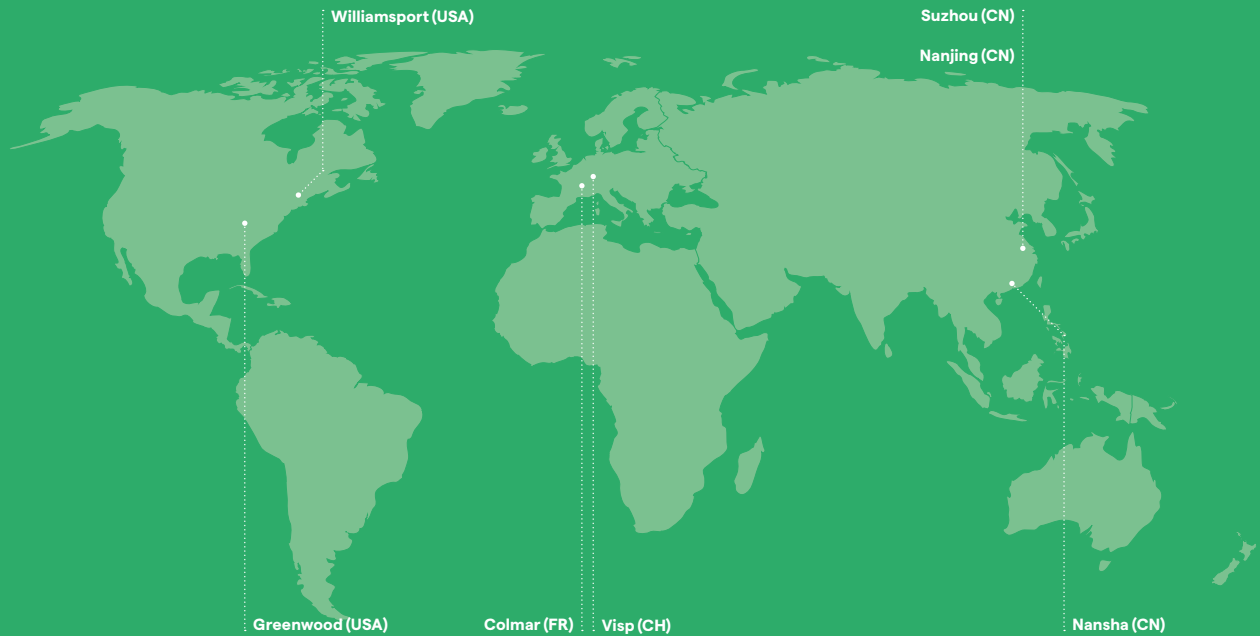 Williamsport (USA)
Suzhou (CN)
Nanjing (CN)
Greenwood (USA)
Colmar (FR)
Visp (CH)
Nansha (CN)